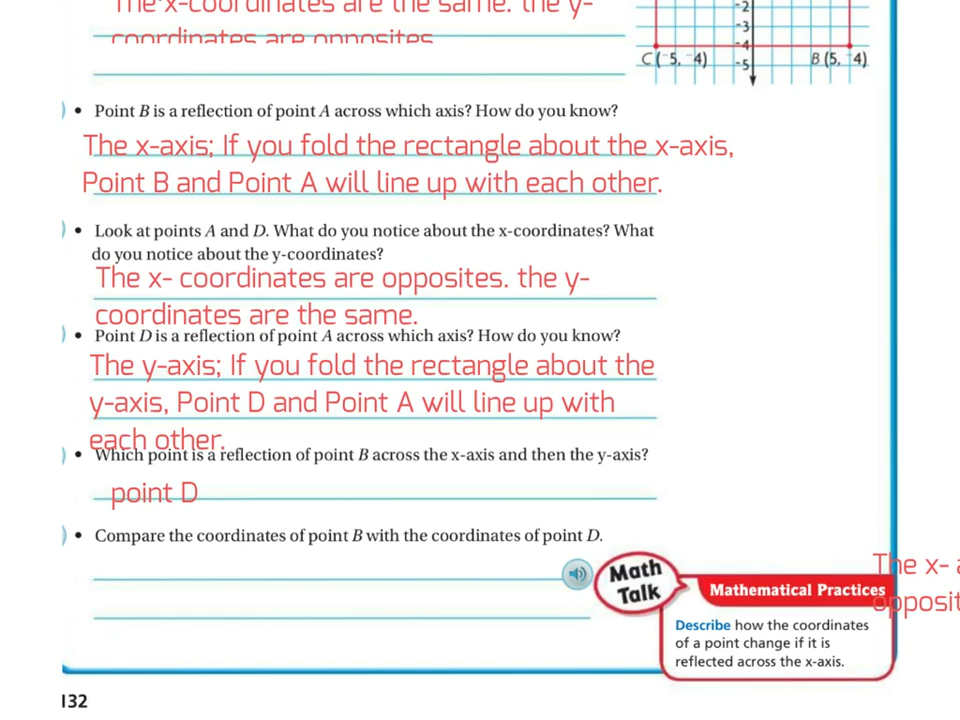 The x-coordinates are the same. the y-
coordinates are opposites
-2
-3
-4
-5
C(⁻5, ⁻4)
B(5, ⁻4)
• Point B is a reflection of point A across which axis? How do you know?
The x-axis; If you fold the rectangle about the x-axis,
Point B and Point A will line up with each other.
• Look at points A and D. What do you notice about the x-coordinates? What
do you notice about the y-coordinates?
The x- coordinates are opposites. the y-
coordinates are the same.
• Point D is a reflection of point A across which axis? How do you know?
The y-axis; If you fold the rectangle about the
y-axis, Point D and Point A will line up with
each other.
• Which point is a reflection of point B across the x-axis and then the y-axis?
point D
• Compare the coordinates of point B with the coordinates of point D.
The x-
Math
Talk
Mathematical Practices
Describe how the coordinates
of a point change if it is
reflected across the x-axis.
132